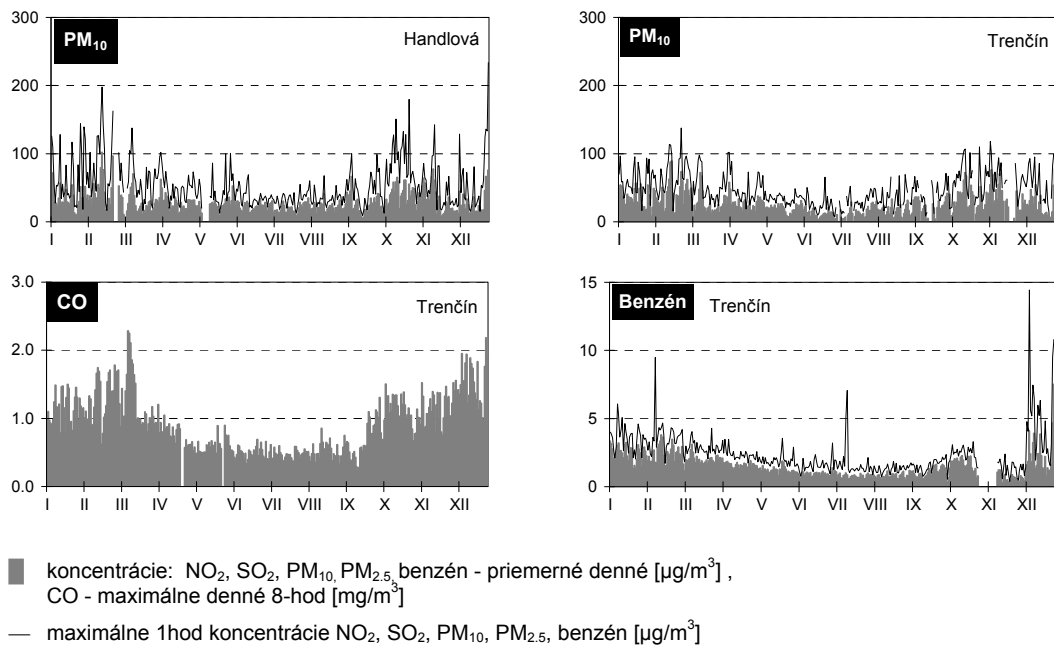 PM10 Handlová
300
200
100
0
I II III IV V VI VII VIII IX X XI XII
PM10 Trenčín
300
200
100
0
I II III IV V VI VII VIII IX X XI XII
CO Trenčín
3.0
2.0
1.0
0.0
I II III IV V VI VII VIII IX X XI XII
Benzén Trenčín
15
10
5
0
I II III IV V VI VII VIII IX X XI XII
koncentrácie: NO2, SO2, PM10, PM2.5, benzén - priemerné denné [µg/m3] ,
CO - maximálne denné 8-hod [mg/m3]
maximálne 1hod koncentrácie NO2, SO2, PM10, PM2.5, benzén [µg/m3]